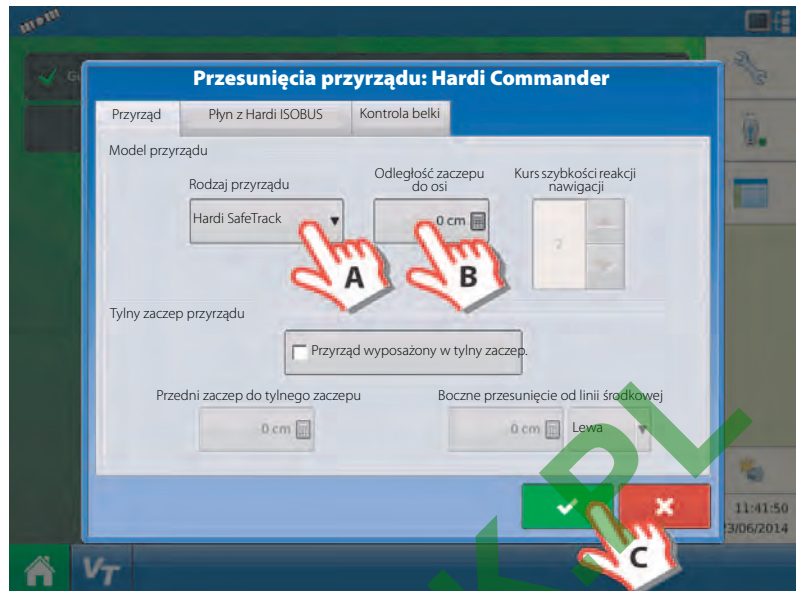 Przesunięcia przyrządu: Hardi Commander
Przyrząd
Płyn z Hardi ISOBUS
Kontrola belki
Model przyrządu
Rodzaj przyrządu
Odległość zaczepu
do osi
Kurs szybkości reakcji
nawigacji
Hardi SafeTrack
0 cm
2
A
B
Tylny zaczep przyrządu
Przyrząd wyposażony w tylny zaczep.
Przedni zaczep do tylnego zaczepu
Boczne przesunięcie od linii środkowej
0 cm
0 cm
Lewa
C
11:41:50
3/06/2014
VT